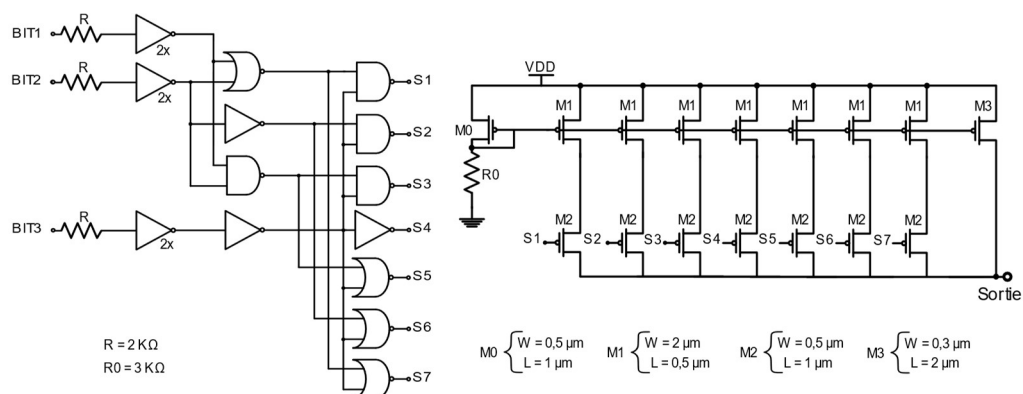 BIT1
R
2x
BIT2
R
2x
BIT3
R
2x
S1
S2
S3
S4
S5
S6
S7
R = 2 KΩ
R0 = 3 KΩ
VDD
M0
R0
M1
M1
M1
M1
M1
M1
M1
M3
M2
M2
M2
M2
M2
M2
M2
S1
S2
S3
S4
S5
S6
S7
Sortie
M0 { W = 0,5 µm
L = 1 µm
M1 { W = 2 µm
L = 0,5 µm
M2 { W = 0,5 µm
L = 1 µm
M3 { W = 0,3 µm
L = 2 µm